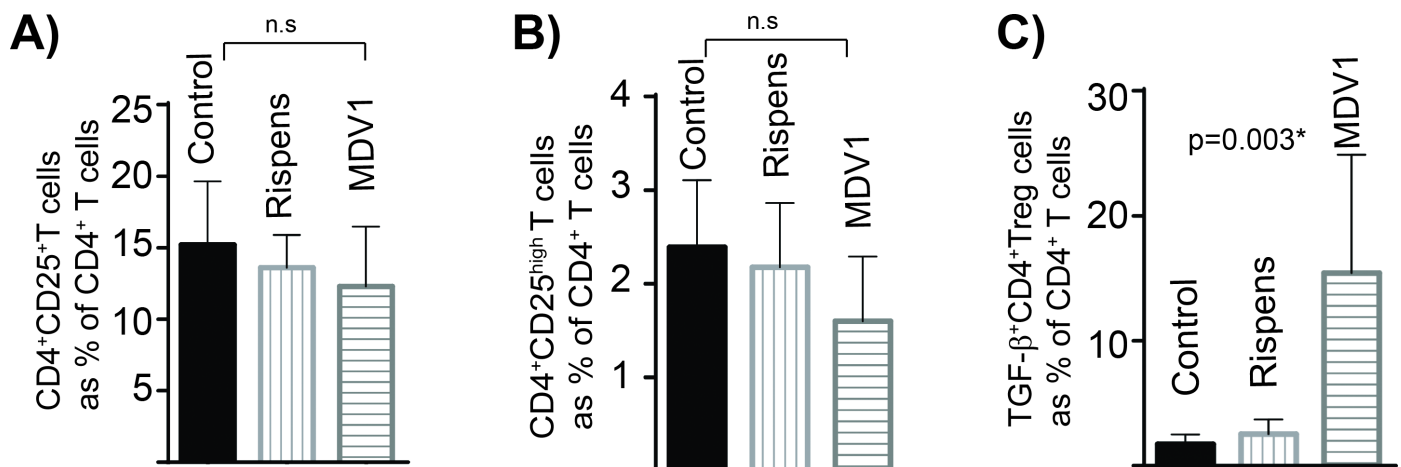 A)
n.s
CD4⁺CD25⁺T cells
as % of CD4⁺ T cells
25
20
15
10
5
Control
Rispens
MDV1
B)
n.s
CD4⁺CD25ʰⁱᵍʰ T cells
as % of CD4⁺ T cells
4
3
2
1
Control
Rispens
MDV1
C)
TGF-β⁺CD4⁺Treg cells
as % of CD4⁺ T cells
30
20
10
p=0.003*
Control
Rispens
MDV1